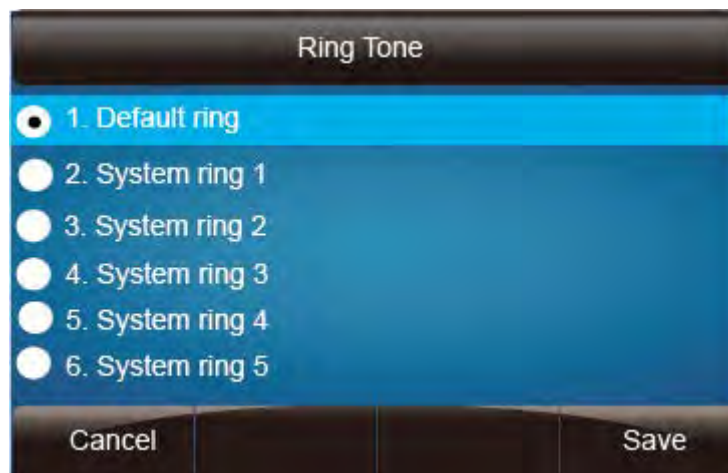 Ring Tone
1. Default ring
2. System ring 1
3. System ring 2
4. System ring 3
5. System ring 4
6. System ring 5
Cancel Save